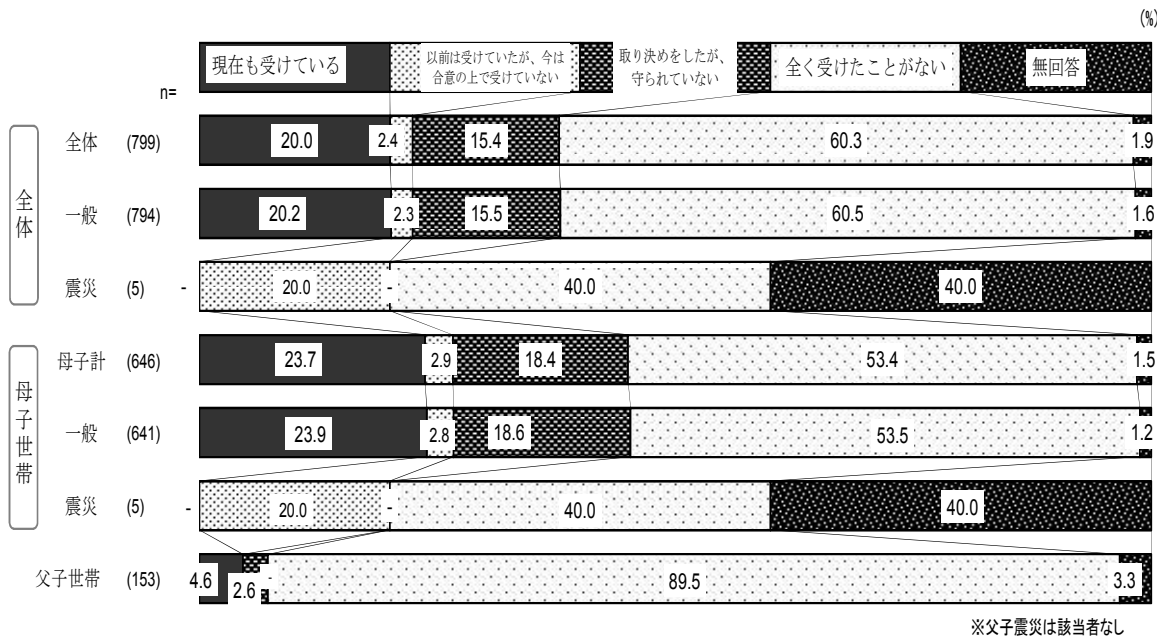 (%)
現在も受けている
以前は受けていたが、今は
合意の上で受けていない
取り決めをしたが、
守られていない
全く受けたことがない
無回答
n=
全体
全体 (799) 20.0 2.4 15.4 60.3 1.9
一般 (794) 20.2 2.3 15.5 60.5 1.6
震災 (5) - 20.0 - 40.0 40.0
母子世帯
母子計 (646) 23.7 2.9 18.4 53.4 1.5
一般 (641) 23.9 2.8 18.6 53.5 1.2
震災 (5) - 20.0 - 40.0 40.0
父子世帯 (153) 4.6 - 2.6 89.5 3.3
※父子震災は該当者なし